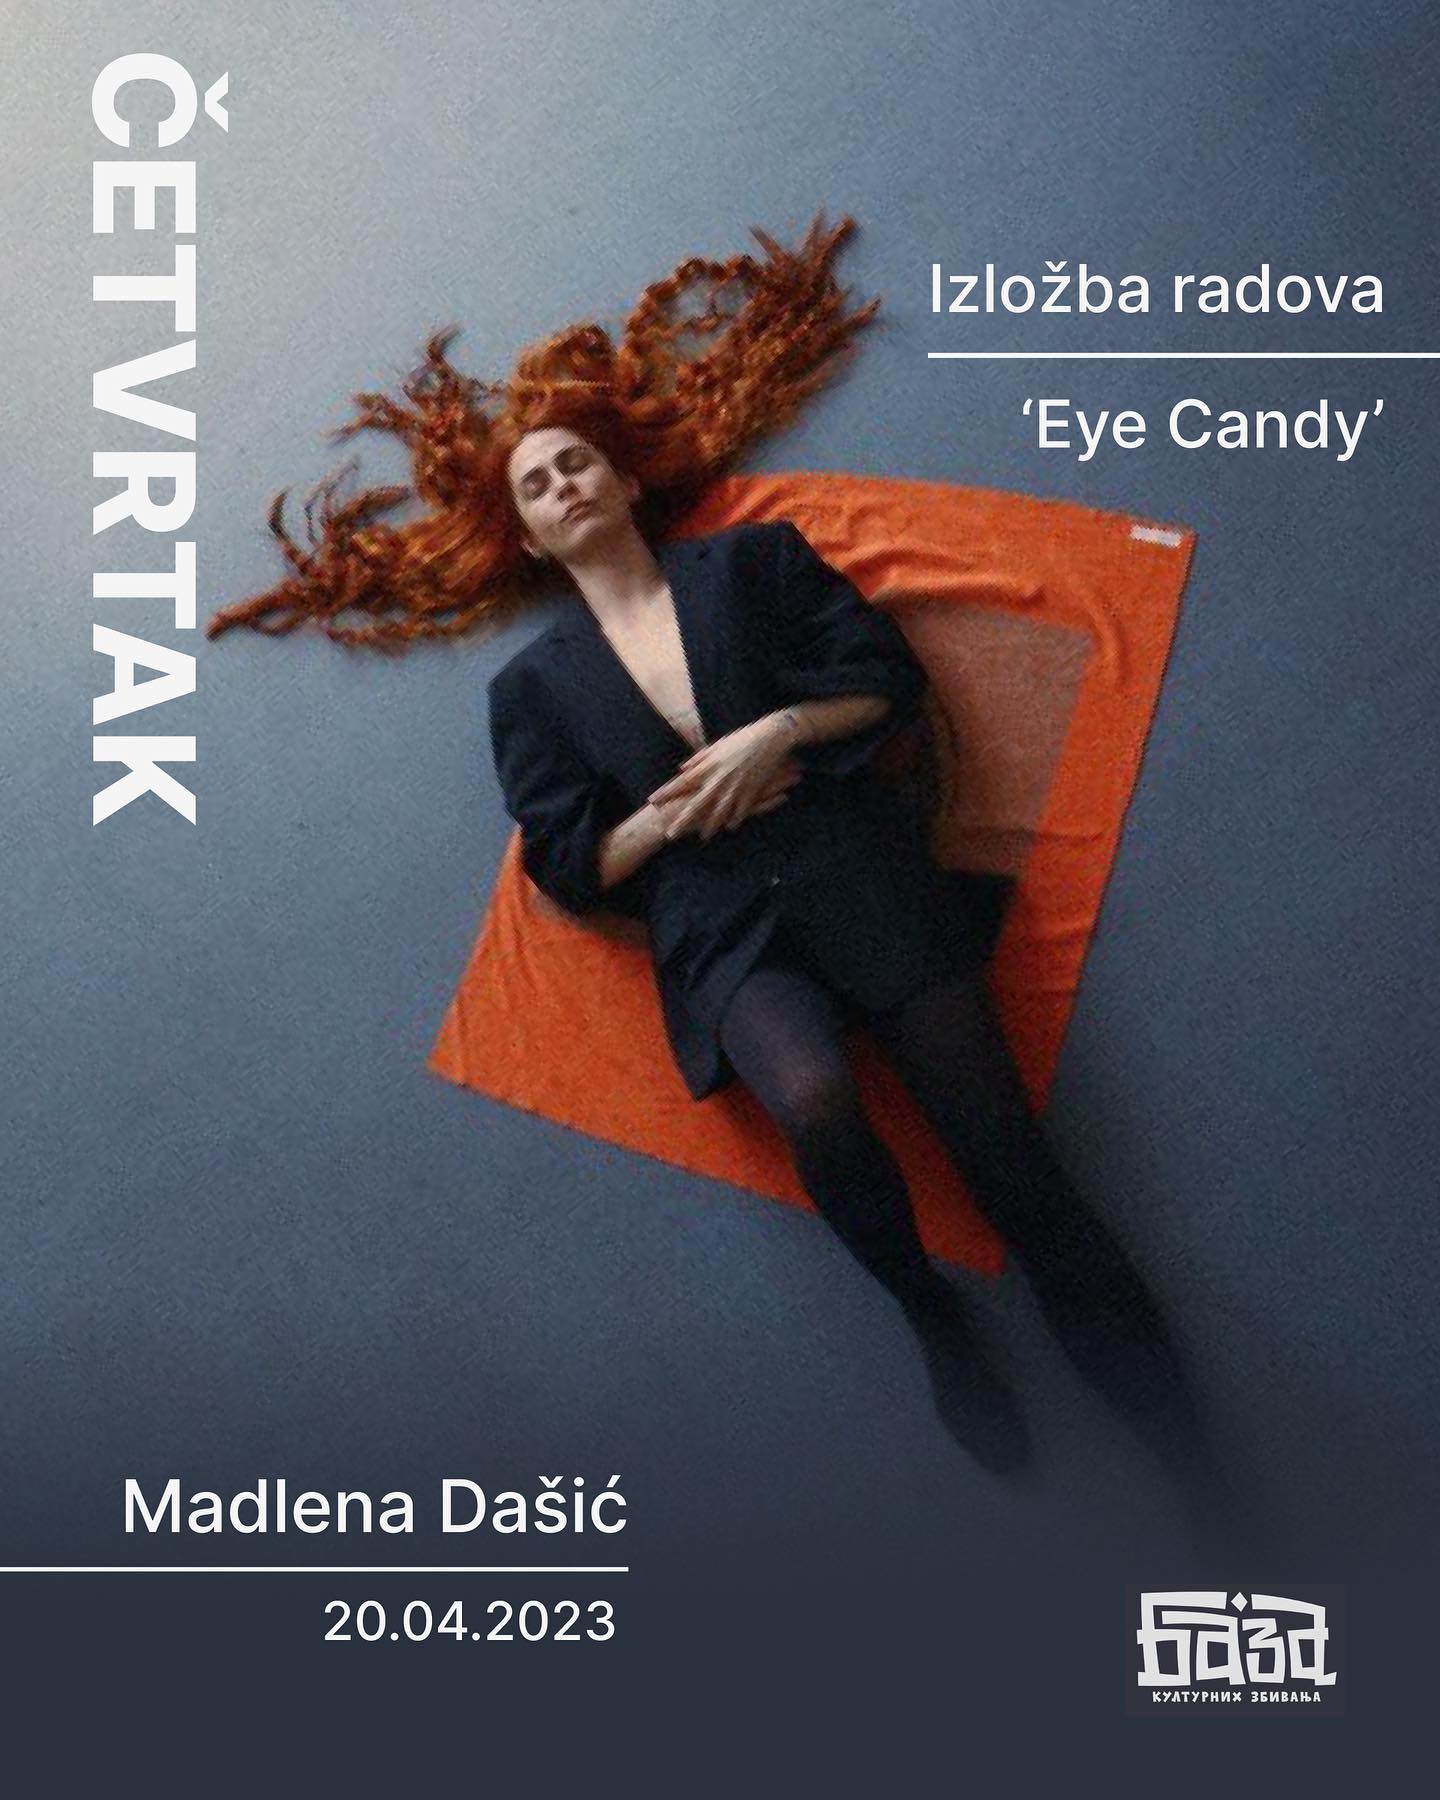 ČETVRTAK
Izložba radova
‘Eye Candy’
Madlena Dašić
20.04.2023
База
КУЛТУРНИХ ЗБИВАЊА